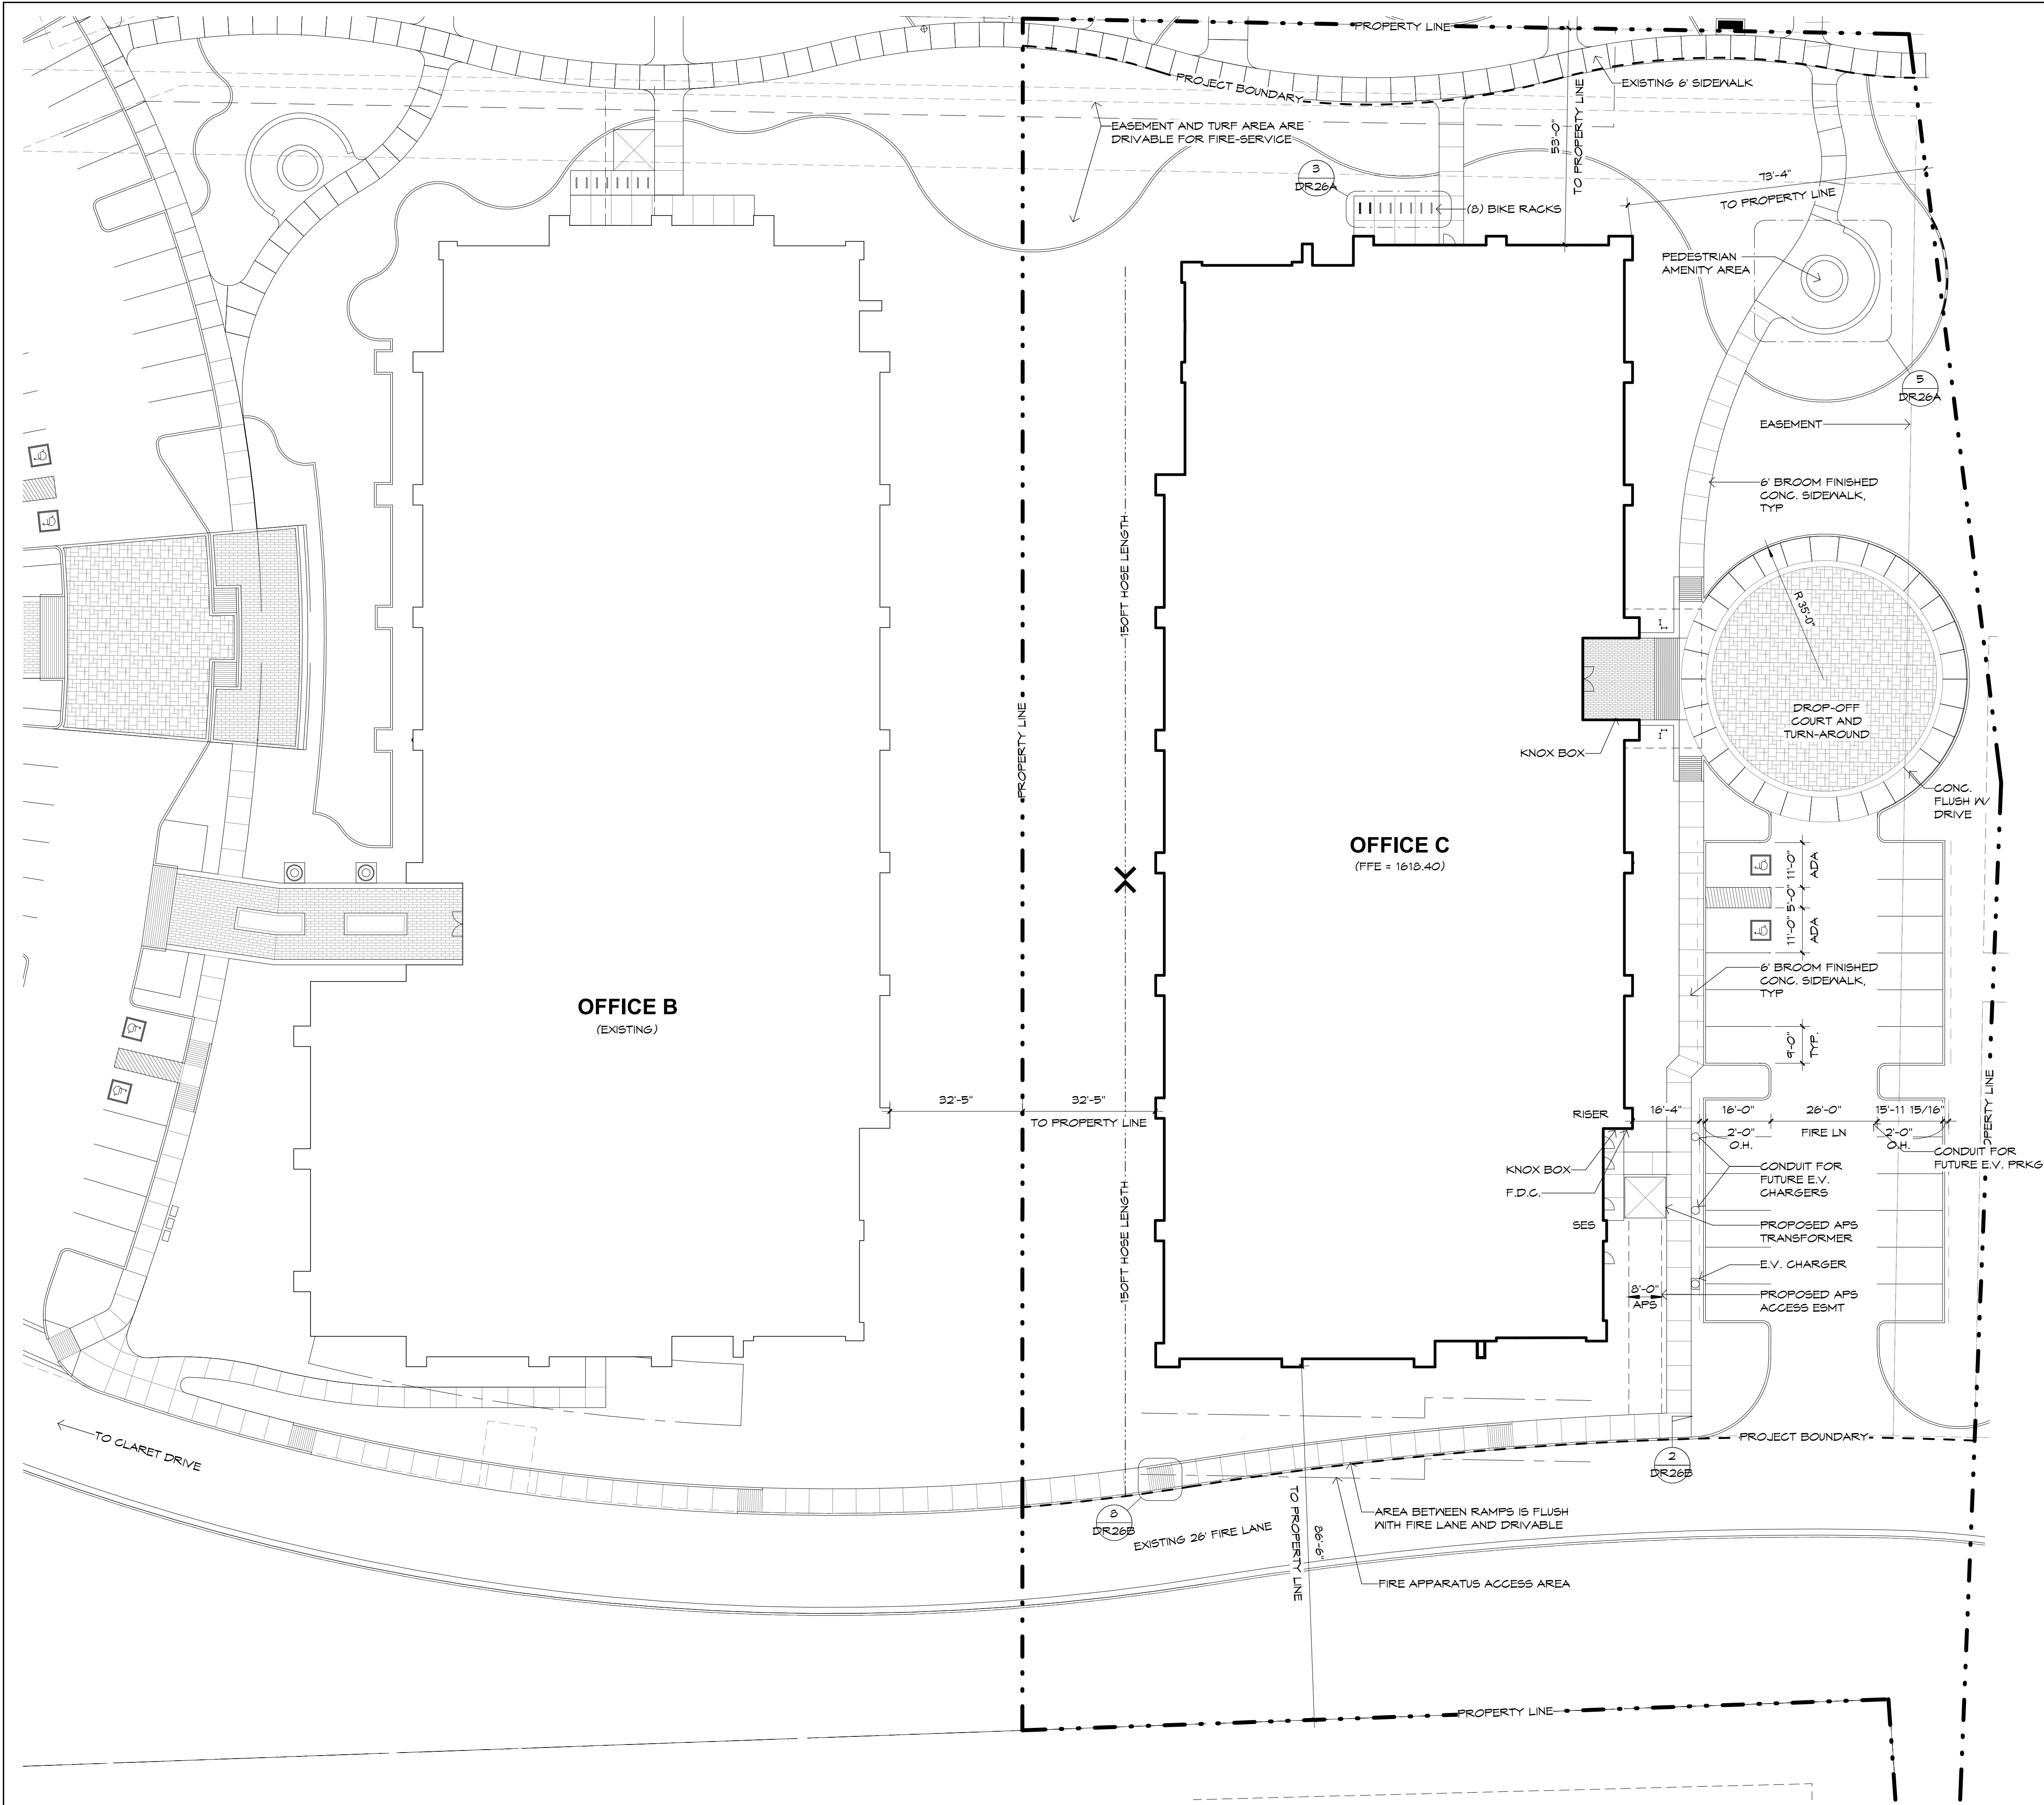 PROPERTY LINE
PROJECT BOUNDARY
EXISTING 6' SIDEWALK
EASEMENT AND TURF AREA ARE
DRIVABLE FOR FIRE-SERVICE
53'-0"
TO PROPERTY LINE
3
DR26A
(8) BIKE RACKS
73'-4"
TO PROPERTY LINE
PEDESTRIAN
AMENITY AREA
5
DR26A
EASEMENT
6' BROOM FINISHED
CONC. SIDEWALK,
TYP
150FT HOSE LENGTH
R 35'-0"
PROPERTY LINE
DROP-OFF
COURT AND
TURN-AROUND
KNOX BOX
CONC.
FLUSH W/
DRIVE
OFFICE C
(FFE = 1618.40)
11'-0"
ADA
5'-0"
11'-0"
ADA
6' BROOM FINISHED
CONC. SIDEWALK,
TYP
OFFICE B
(EXISTING)
9'-0"
TYP.
PROPERTY LINE
32'-5"
32'-5"
TO PROPERTY LINE
RISER
16'-4"
16'-0"
26'-0"
15'-11 15/16"
2'-0"
O.H.
FIRE LN
2'-0"
O.H.
CONDUIT FOR
FUTURE E.V. PRKG
KNOX BOX
CONDUIT FOR
FUTURE E.V.
CHARGERS
F.D.C.
150FT HOSE LENGTH
SES
PROPOSED APS
TRANSFORMER
E.V. CHARGER
8'-0"
APS
PROPOSED APS
ACCESS ESMT
TO CLARET DRIVE
PROJECT BOUNDARY
2
DR26B
8
DR26B
EXISTING 26' FIRE LANE
AREA BETWEEN RAMPS IS FLUSH
WITH FIRE LANE AND DRIVABLE
TO PROPERTY LINE
86'-6"
FIRE APPARATUS ACCESS AREA
PROPERTY LINE